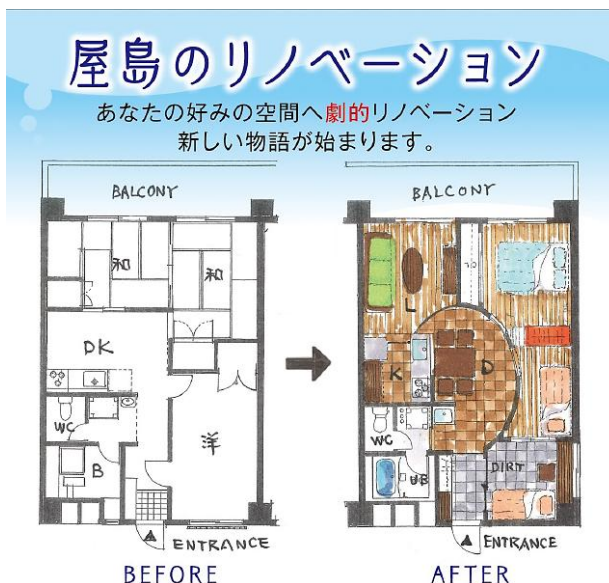 屋島のリノベーション
あなたの好みの空間へ劇的リノベーション
新しい物語が始まります。
BALCONY
和
和
DK
WC
洋
B
ENTRANCE
BEFORE
BALCONY
L
K
D
WC
UB
DIRT
ENTRANCE
AFTER